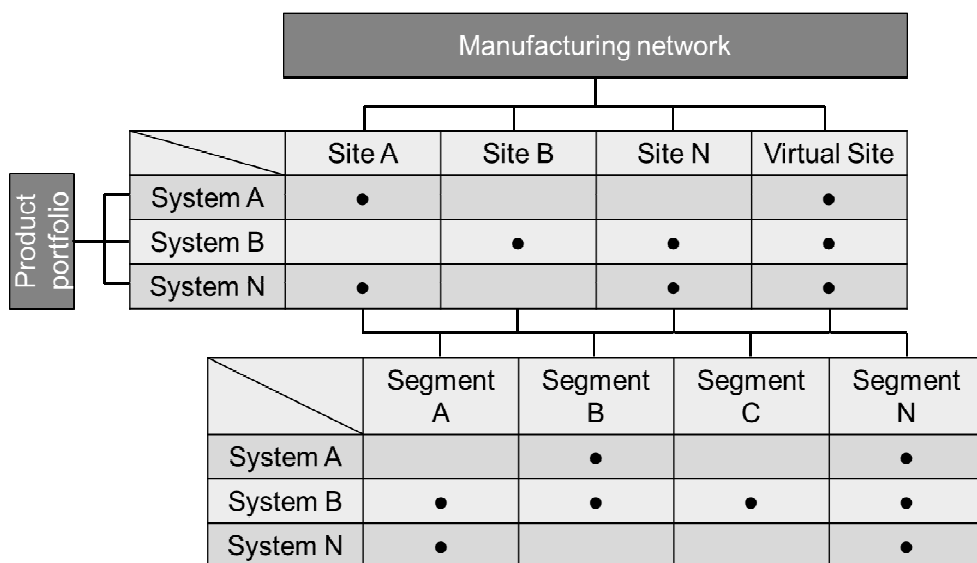 Manufacturing network
Site A Site B Site N Virtual Site
Product
portfolio
System A ● ●
System B ● ● ●
System N ● ● ●
Segment Segment Segment Segment
A B C N
System A ● ●
System B ● ● ● ●
System N ● ●